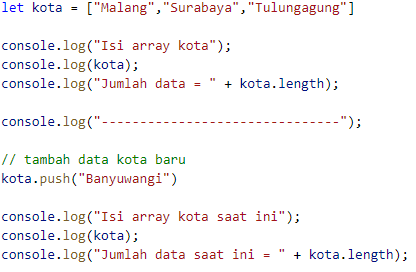 let kota = ["Malang","Surabaya","Tulungagung"]
console.log("Isi array kota");
console.log(kota);
console.log("Jumlah data = " + kota.length);
console.log("-------------------------------");
// tambah data kota baru
kota.push("Banyuwangi")
console.log("Isi array kota saat ini");
console.log(kota);
console.log("Jumlah data saat ini = " + kota.length);